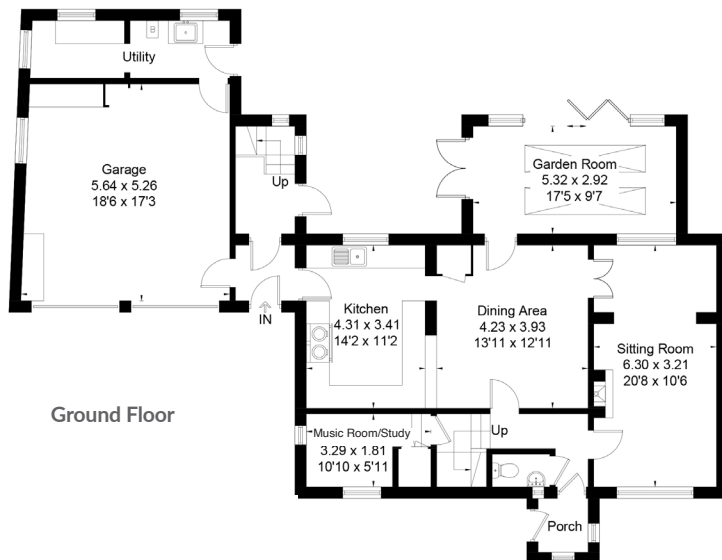 Utility
Garage
5.64 x 5.26
18'6 x 17'3
Up
Garden Room
5.32 x 2.92
17'5 x 9'7
IN
Kitchen
4.31 x 3.41
14'2 x 11'2
Dining Area
4.23 x 3.93
13'11 x 12'11
Sitting Room
6.30 x 3.21
20'8 x 10'6
Ground Floor
Music Room/Study
3.29 x 1.81
10'10 x 5'11
Up
Porch